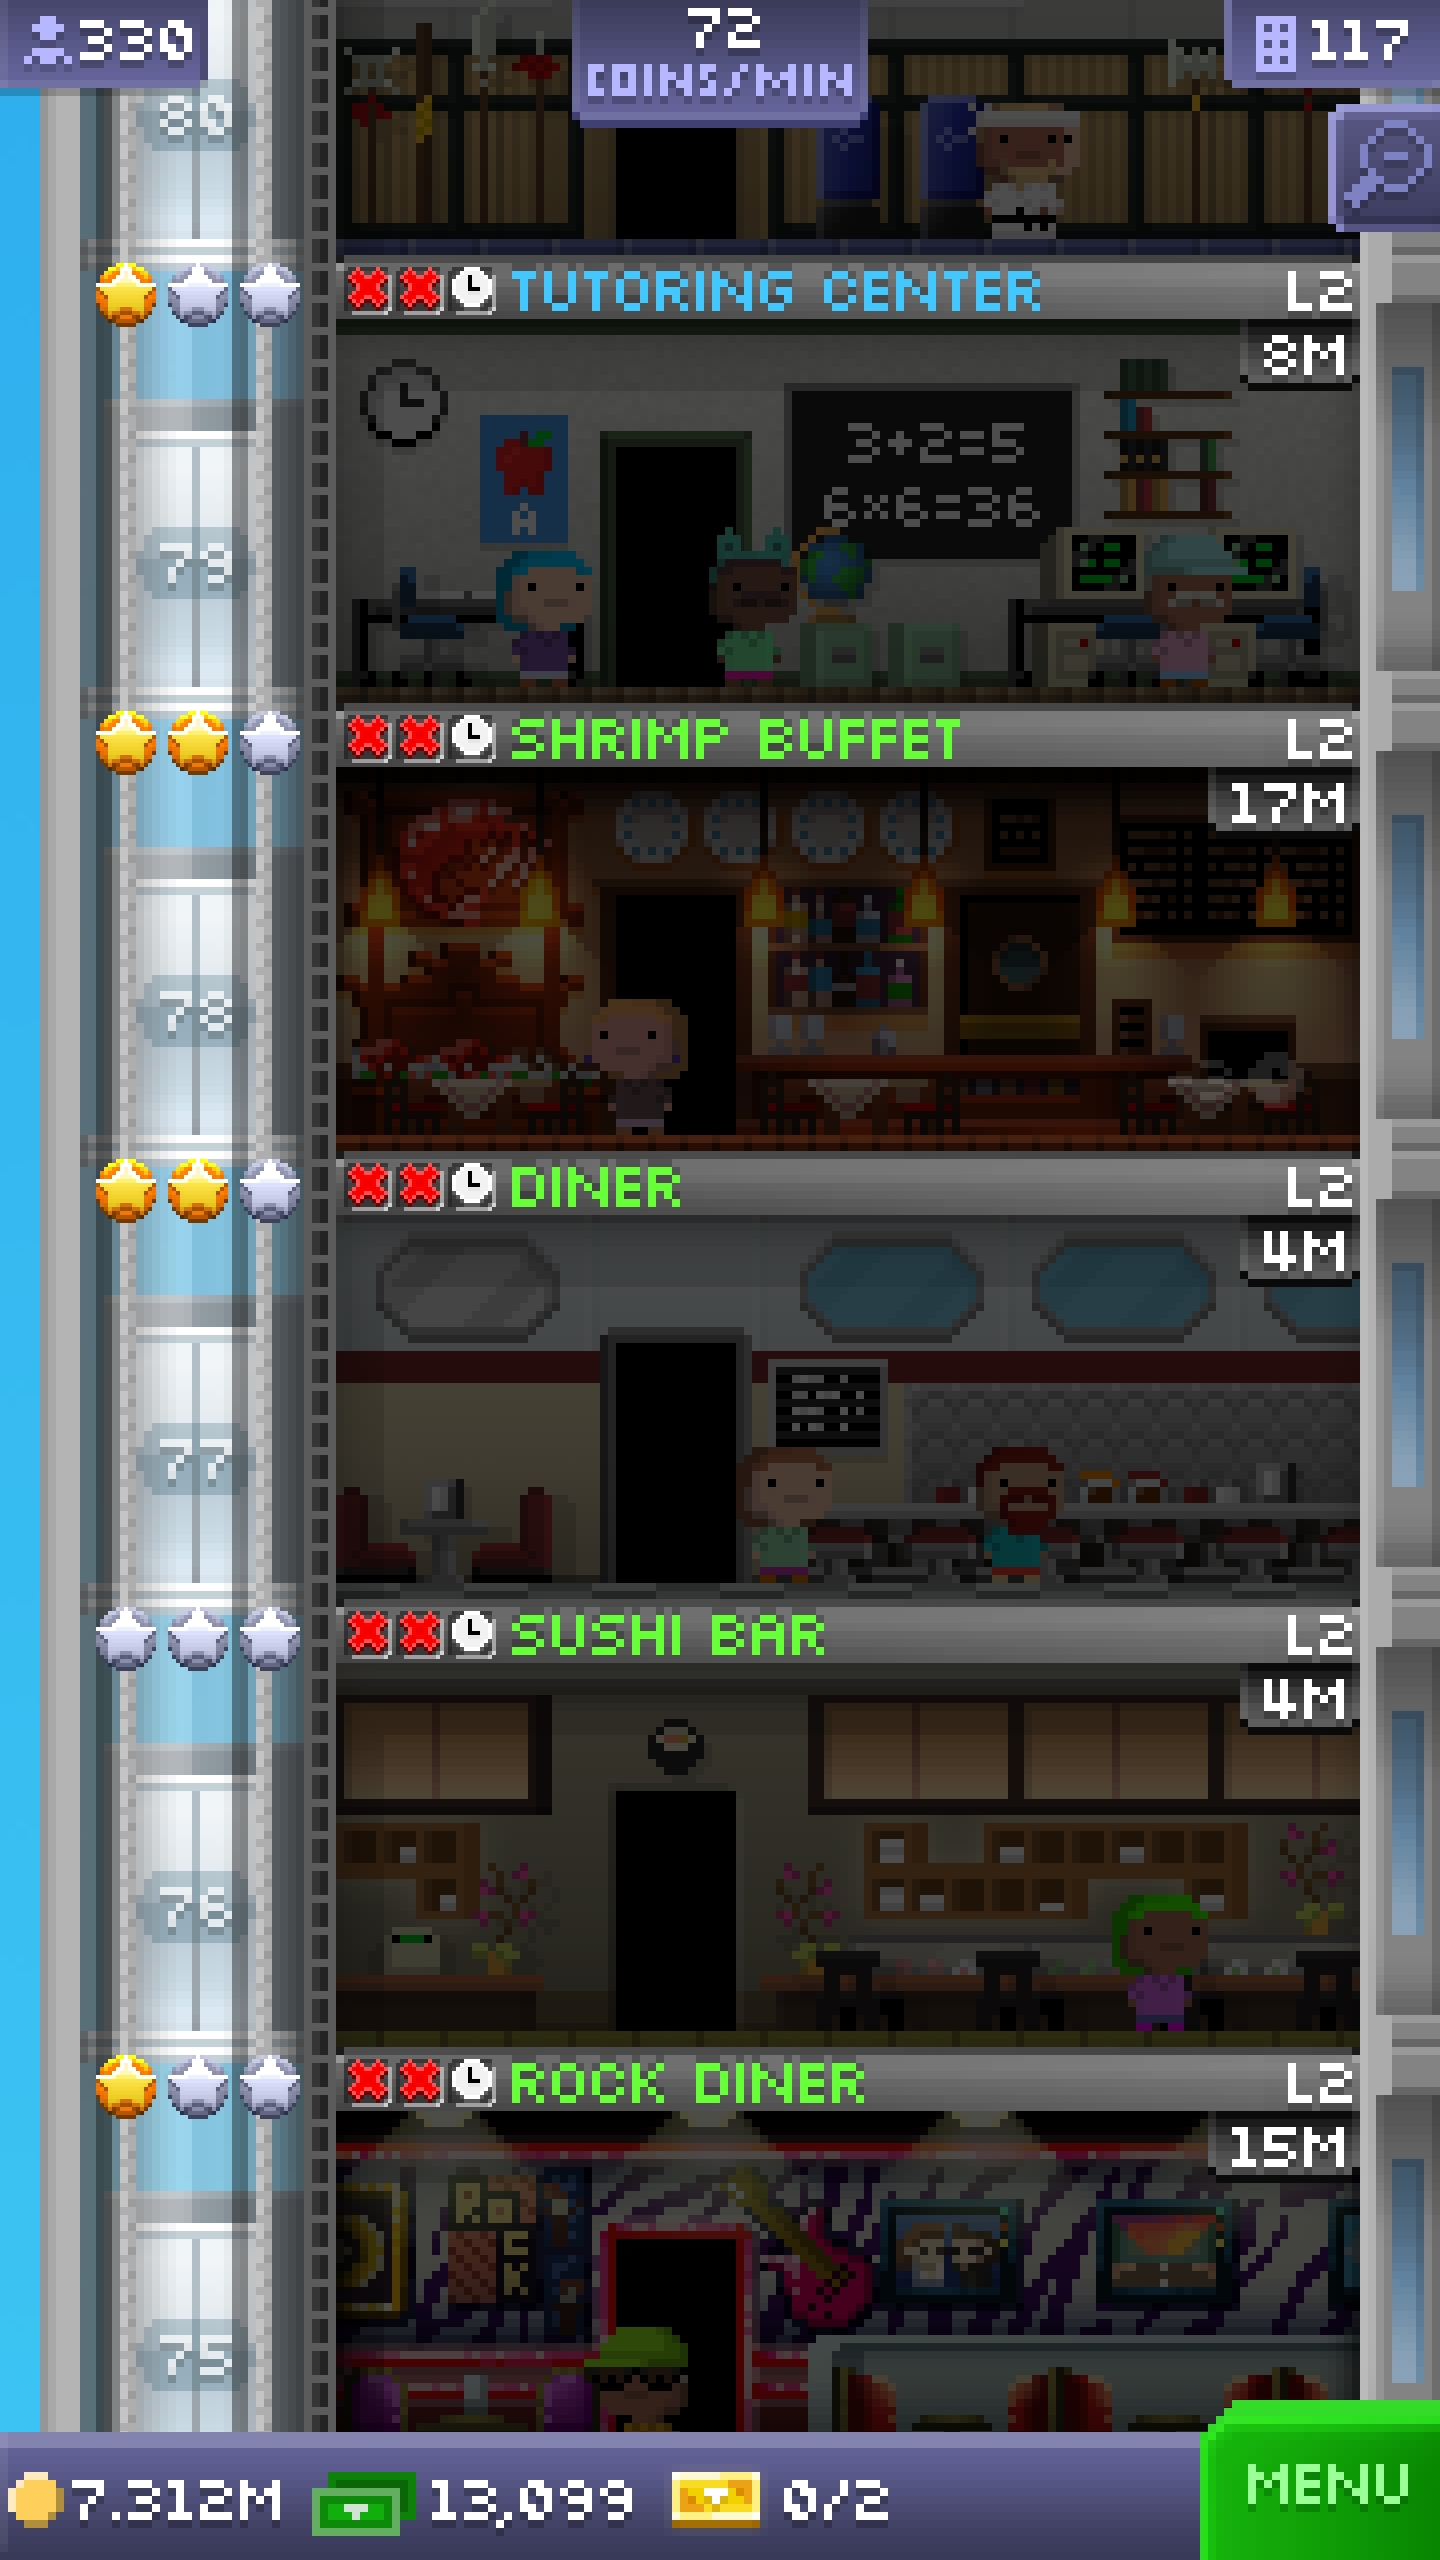 330
72
COINS/MIN
117
80
TUTORING CENTER
L2
8M
3+2=5
6x6=36
A
79
SHRIMP BUFFET
L2
17M
78
DINER
L2
4M
77
SUSHI BAR
L2
4M
76
ROCK DINER
L2
15M
ROCK
75
7.312M
13,099
0/2
MENU